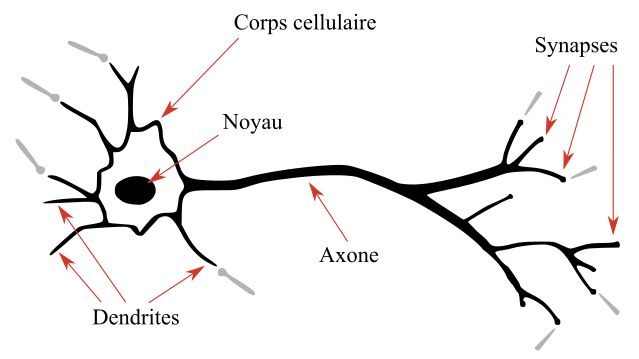 Corps cellulaire
Synapses
Noyau
Axone
Dendrites